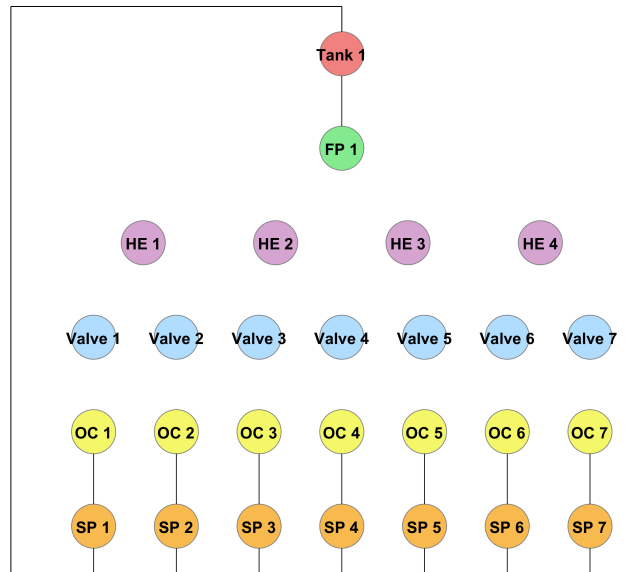 Tank 1
FP 1
HE 1 HE 2 HE 3 HE 4
Valve 1 Valve 2 Valve 3 Valve 4 Valve 5 Valve 6 Valve 7
OC 1 OC 2 OC 3 OC 4 OC 5 OC 6 OC 7
SP 1 SP 2 SP 3 SP 4 SP 5 SP 6 SP 7